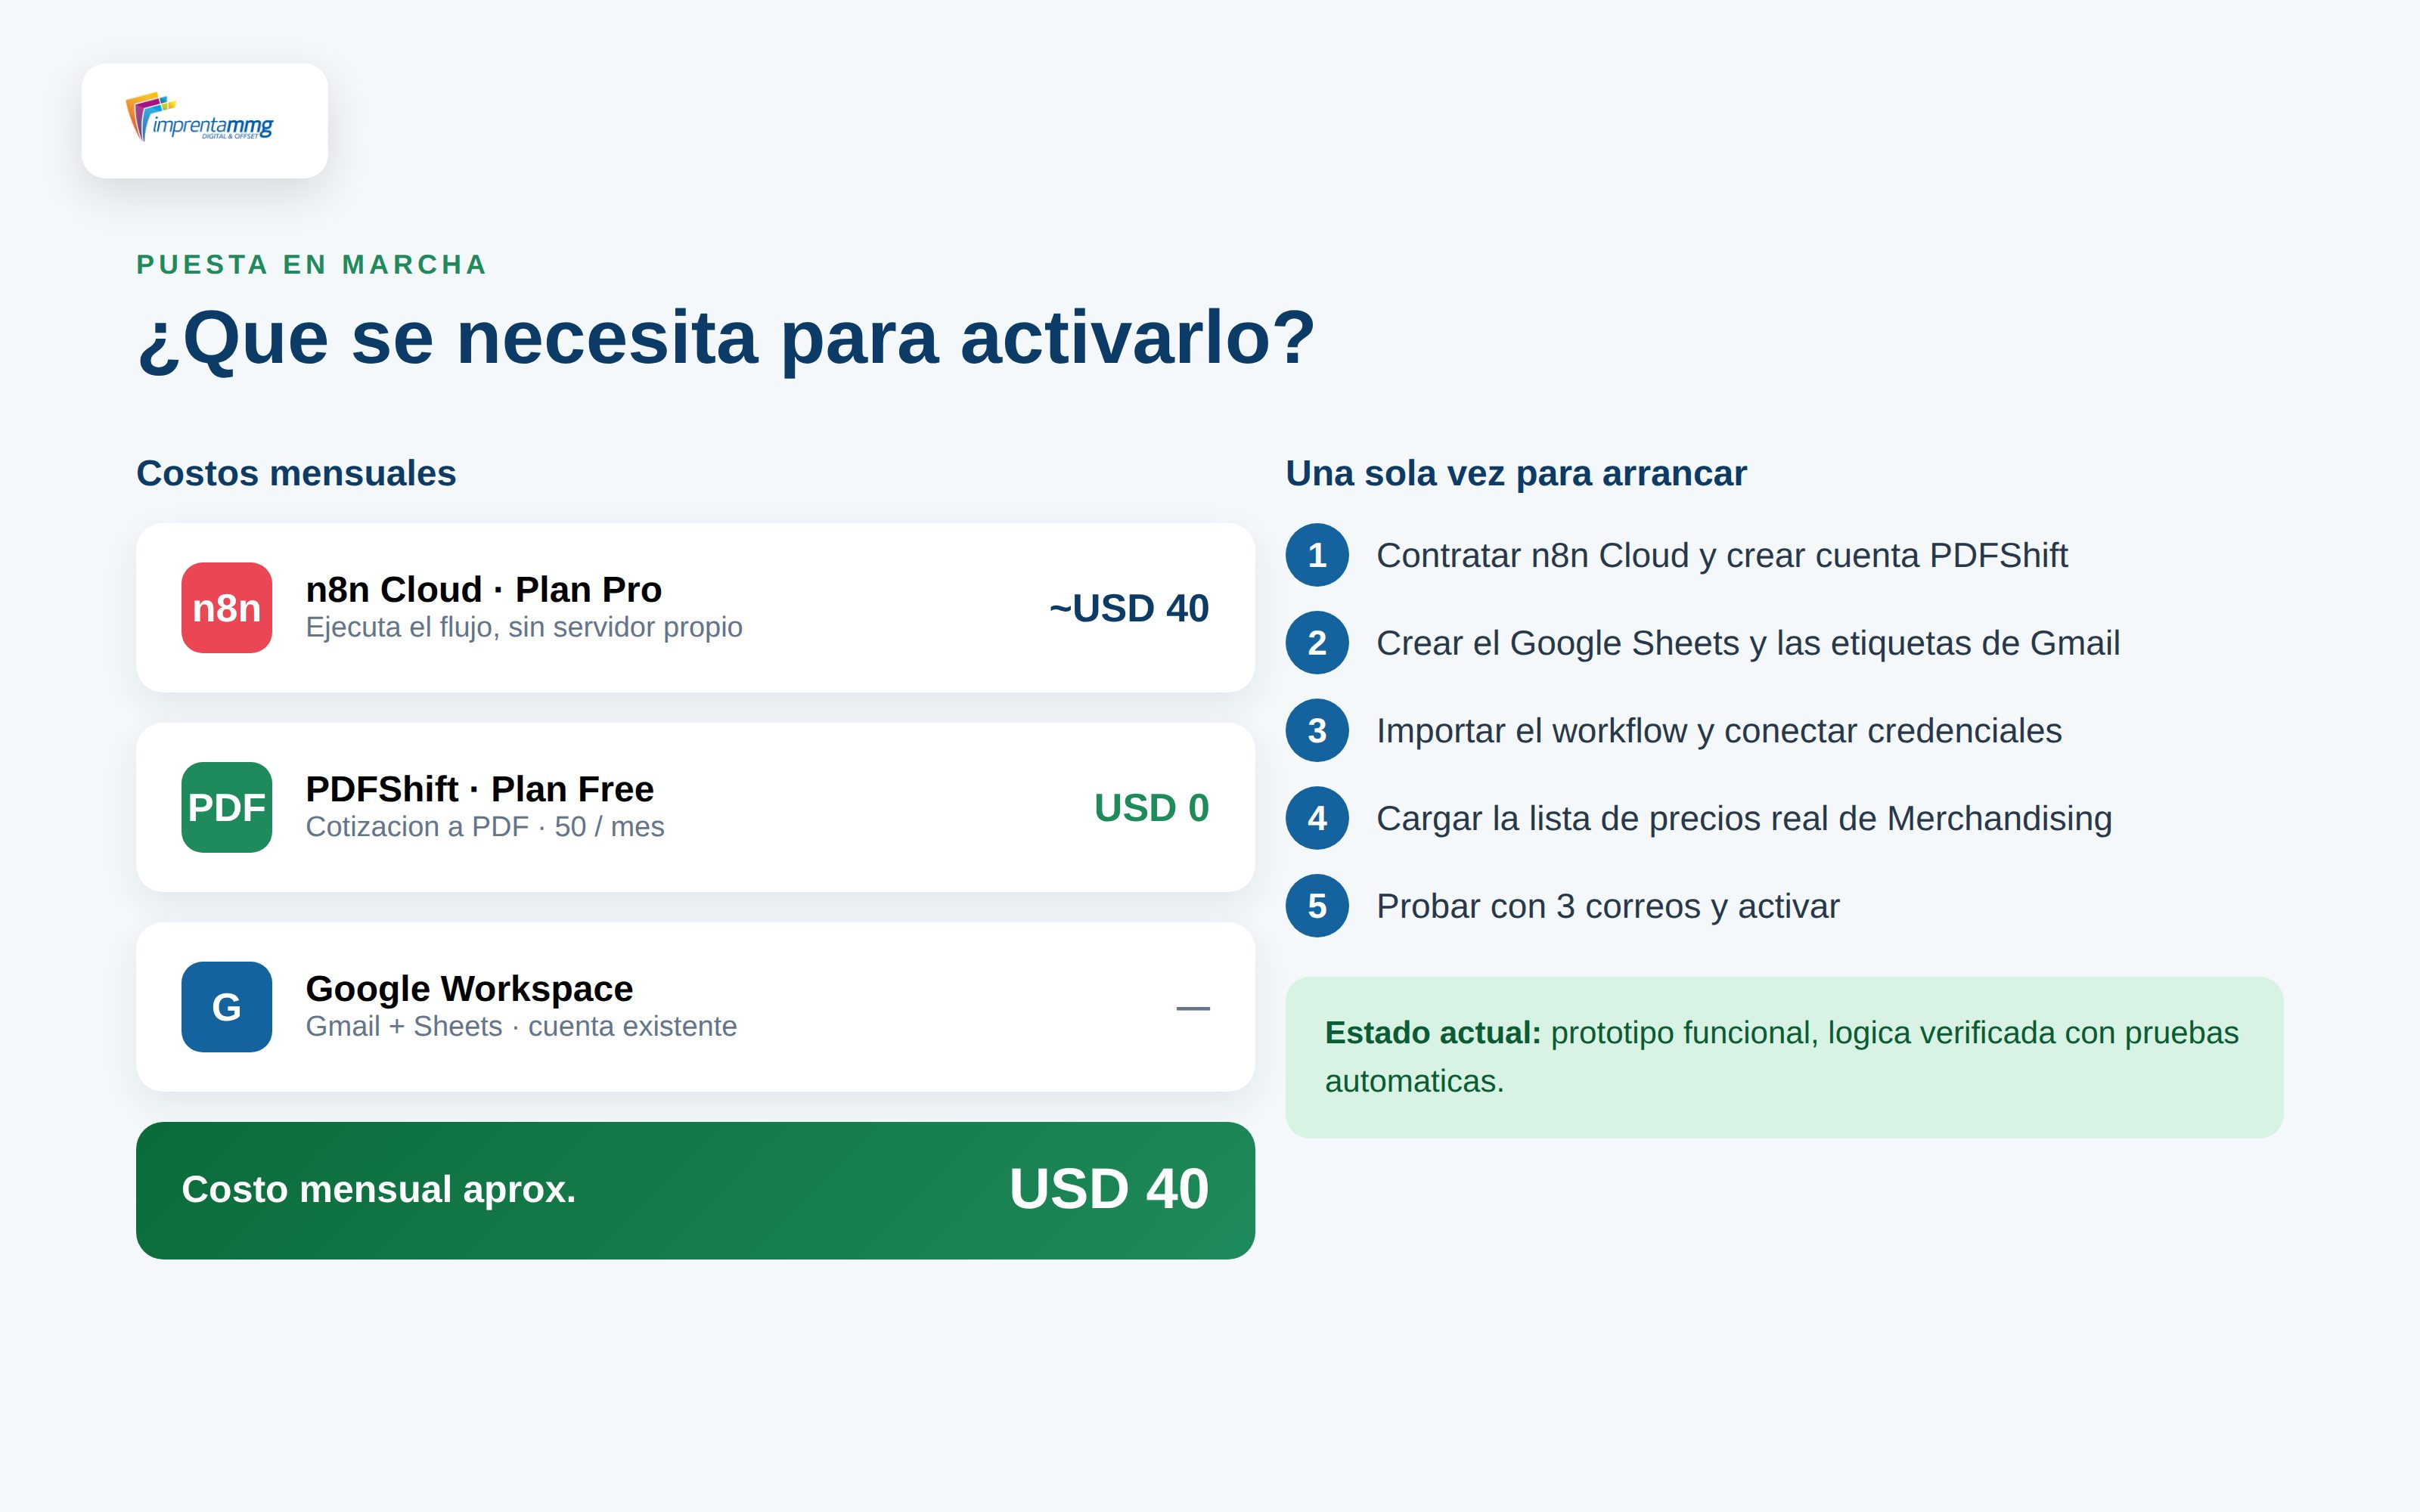 imprentammg
DIGITAL & OFFSET
PUESTA EN MARCHA
¿Que se necesita para activarlo?
Costos mensuales
n8n
n8n Cloud · Plan Pro
Ejecuta el flujo, sin servidor propio
~USD 40
PDF
PDFShift · Plan Free
Cotizacion a PDF · 50 / mes
USD 0
G
Google Workspace
Gmail + Sheets · cuenta existente
—
Costo mensual aprox.
USD 40
Una sola vez para arrancar
1 Contratar n8n Cloud y crear cuenta PDFShift
2 Crear el Google Sheets y las etiquetas de Gmail
3 Importar el workflow y conectar credenciales
4 Cargar la lista de precios real de Merchandising
5 Probar con 3 correos y activar
Estado actual: prototipo funcional, logica verificada con pruebas
automaticas.